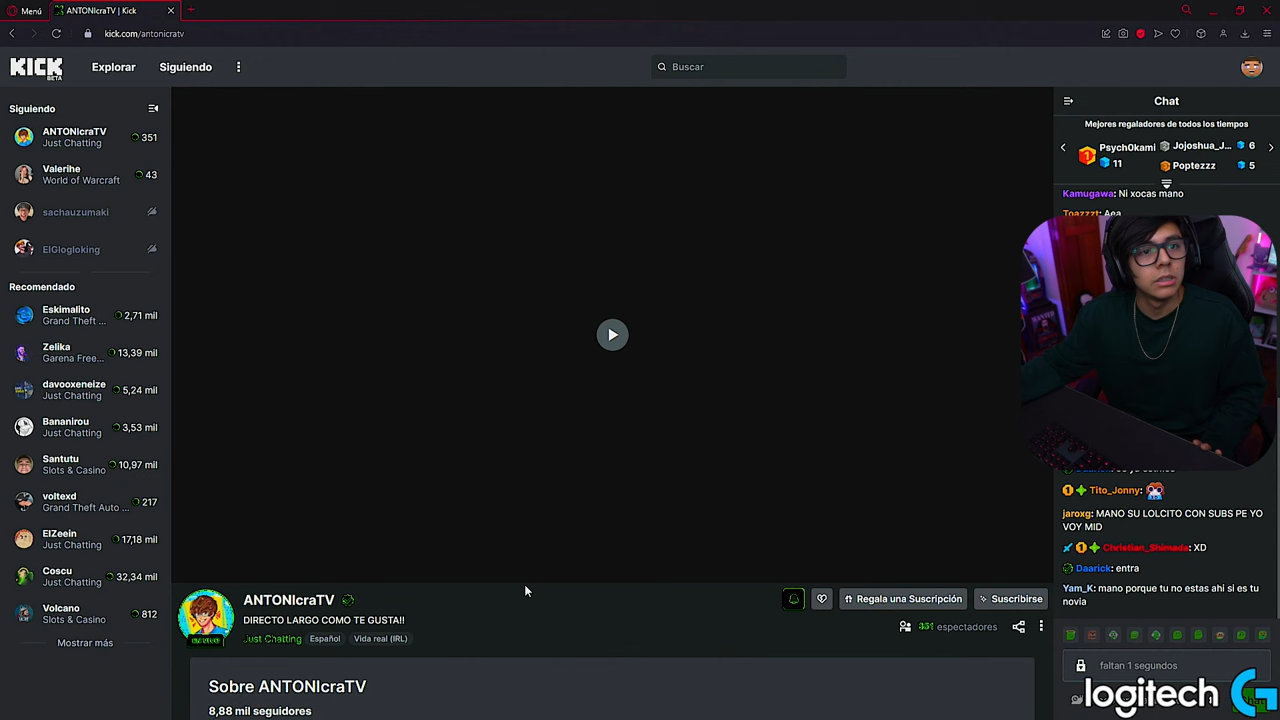 Menú
ANTONIcraTV | Kick
kick.com/antonicratv
KICK
BETA
Explorar
Siguiendo
Buscar
Siguiendo
ANTONIcraTV
Just Chatting
351
Valerihe
World of Warcraft
43
sachauzumaki
ElGlogloking
Recomendado
Eskimalito
Grand Theft ...
2,71 mil
Zelika
Garena Free...
13,39 mil
davooxeneize
Just Chatting
5,24 mil
Bananirou
Just Chatting
3,53 mil
Santutu
Slots & Casino
10,97 mil
voltexd
Grand Theft Auto ...
217
ElZeein
Just Chatting
17,18 mil
Coscu
Just Chatting
32,34 mil
Volcano
Slots & Casino
812
Mostrar más
ANTONIcraTV
DIRECTO LARGO COMO TE GUSTA!!
Just Chatting
Español
Vida real (IRL)
Regala una Suscripción
Suscribirse
351 espectadores
Sobre ANTONIcraTV
8,88 mil seguidores
Chat
Mejores regaladores de todos los tiempos
1
PsychOkami
11
Jojoshua_J...
6
Poptezzz
5
Kamugawa: Ni xocas mano
Toazzzt: Aea
Tito_Jonny:
jaroxg: MANO SU LOLCITO CON SUBS PE YO
VOY MID
Christian_Shimada: XD
Daarick: entra
Yam_K: mano porque tu no estas ahi si es tu
novia
faltan 1 segundos
logitech G